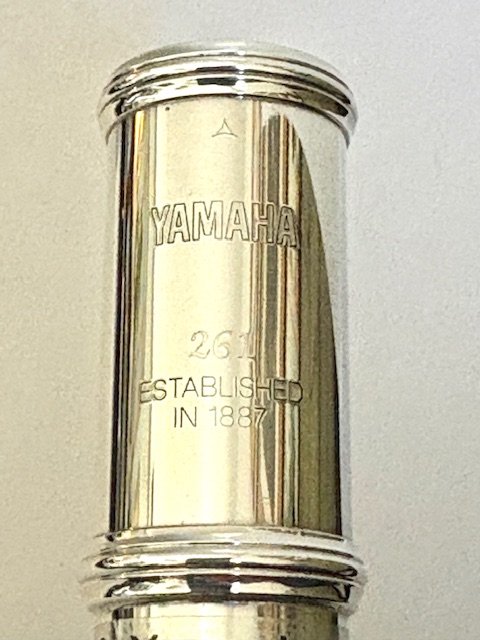 YAMAHA
261
ESTABLISHED
IN 1887